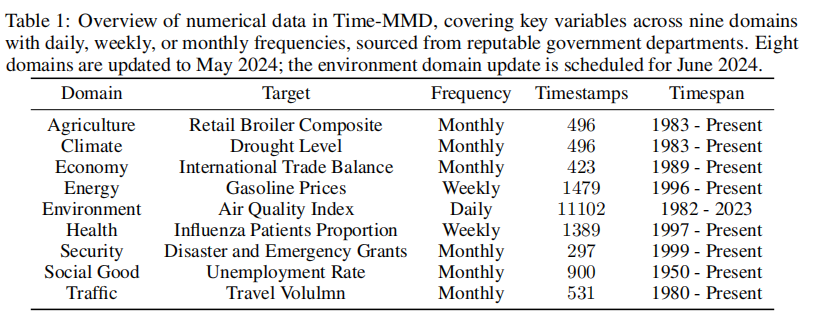 Table 1: Overview of numerical data in Time-MMD, covering key variables across nine domains
with daily, weekly, or monthly frequencies, sourced from reputable government departments. Eight
domains are updated to May 2024; the environment domain update is scheduled for June 2024.
Domain Target Frequency Timestamps Timespan
Agriculture Retail Broiler Composite Monthly 496 1983 - Present
Climate Drought Level Monthly 496 1983 - Present
Economy International Trade Balance Monthly 423 1989 - Present
Energy Gasoline Prices Weekly 1479 1996 - Present
Environment Air Quality Index Daily 11102 1982 - 2023
Health Influenza Patients Proportion Weekly 1389 1997 - Present
Security Disaster and Emergency Grants Monthly 297 1999 - Present
Social Good Unemployment Rate Monthly 900 1950 - Present
Traffic Travel Volulmn Monthly 531 1980 - Present